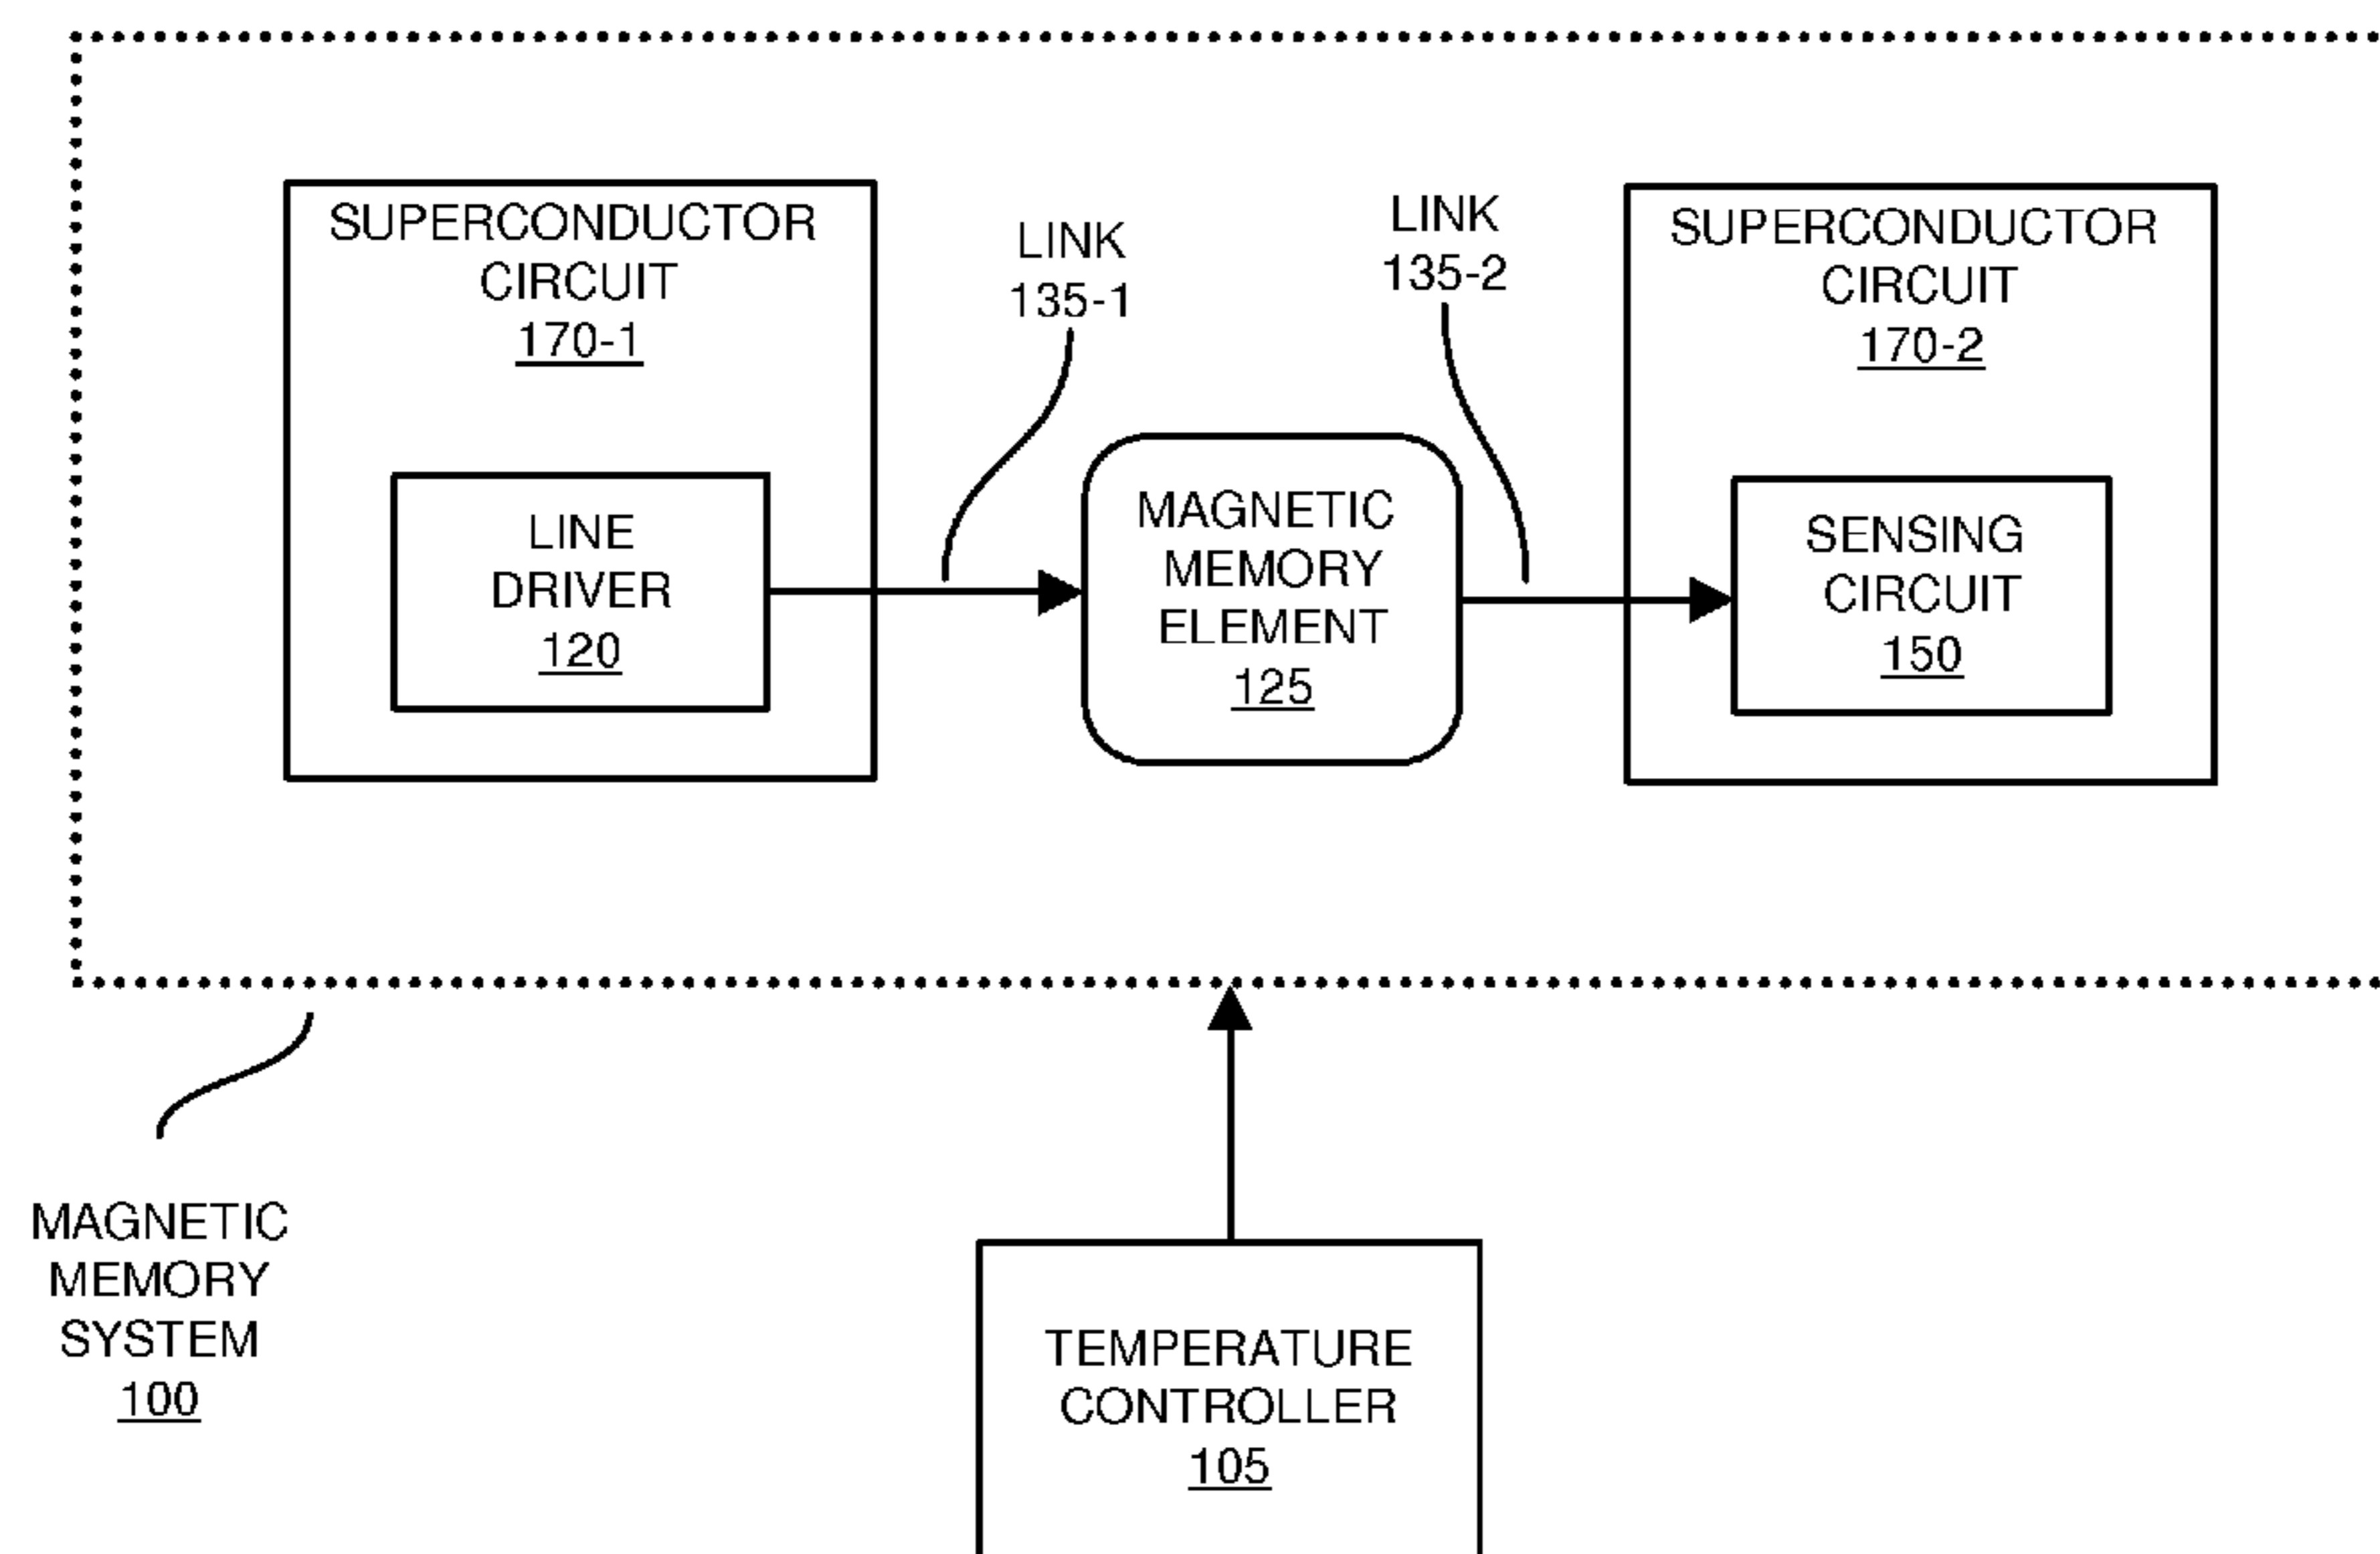 SUPERCONDUCTOR
CIRCUIT
170-1
LINE
DRIVER
120
LINK
135-1
MAGNETIC
MEMORY
ELEMENT
125
LINK
135-2
SUPERCONDUCTOR
CIRCUIT
170-2
SENSING
CIRCUIT
150
MAGNETIC
MEMORY
SYSTEM
100
TEMPERATURE
CONTROLLER
105